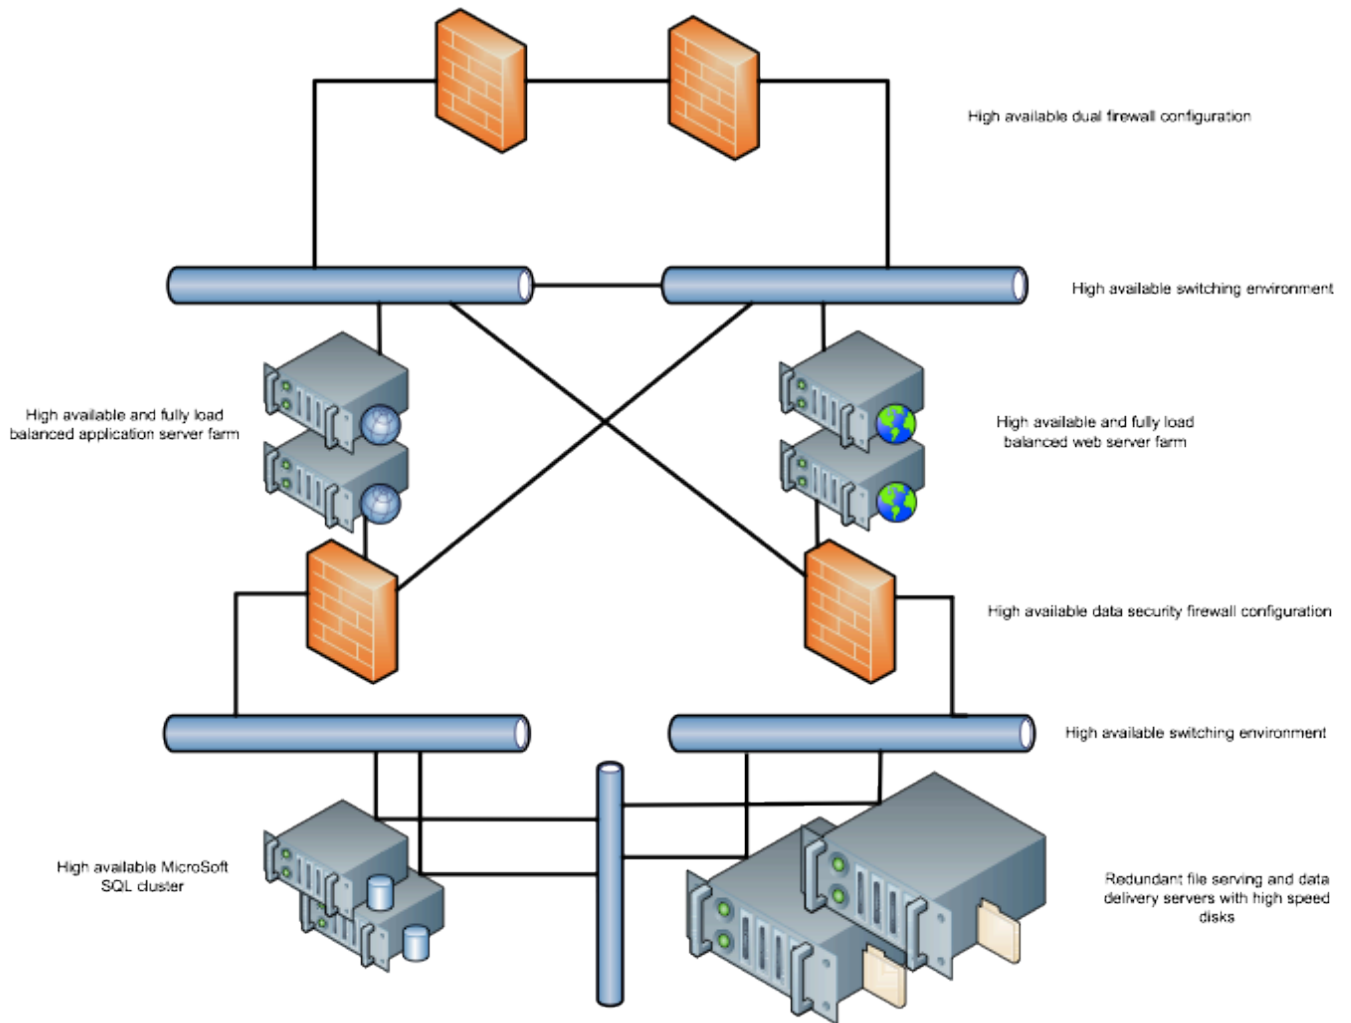 High available dual firewall configuration
High available switching environment
High available and fully load
balanced application server farm
High available and fully load
balanced web server farm
High available data security firewall configuration
High available switching environment
High available MicroSoft
SQL cluster
Redundant file serving and data
delivery servers with high speed
disks